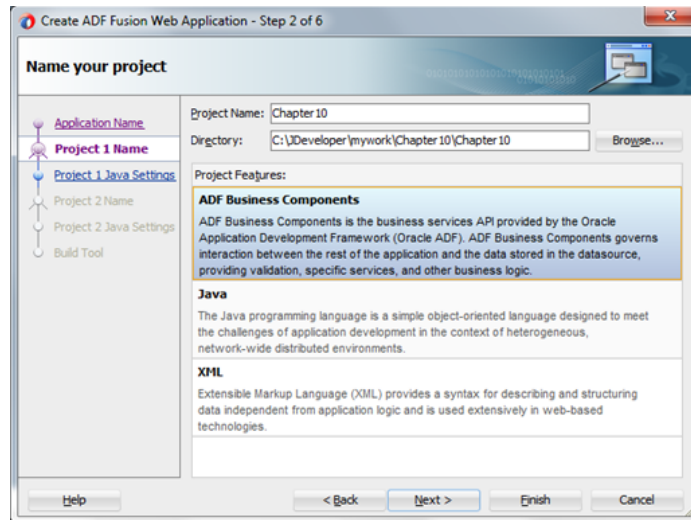 Create ADF Fusion Web Application - Step 2 of 6
Name your project
Application Name
Project 1 Name
Project 1 Java Settings
Project 2 Name
Project 2 Java Settings
Build Tool
Project Name: Chapter10
Directory: C:\JDeveloper\mywork\Chapter10\Chapter10 Browse...
Project Features:
ADF Business Components
ADF Business Components is the business services API provided by the Oracle
Application Development Framework (Oracle ADF). ADF Business Components governs
interaction between the rest of the application and the data stored in the datasource,
providing validation, specific services, and other business logic.
Java
The Java programming language is a simple object-oriented language designed to meet
the challenges of application development in the context of heterogeneous,
network-wide distributed environments.
XML
Extensible Markup Language (XML) provides a syntax for describing and structuring
data independent from application logic and is used extensively in web-based
technologies.
Help < Back Next > Finish Cancel